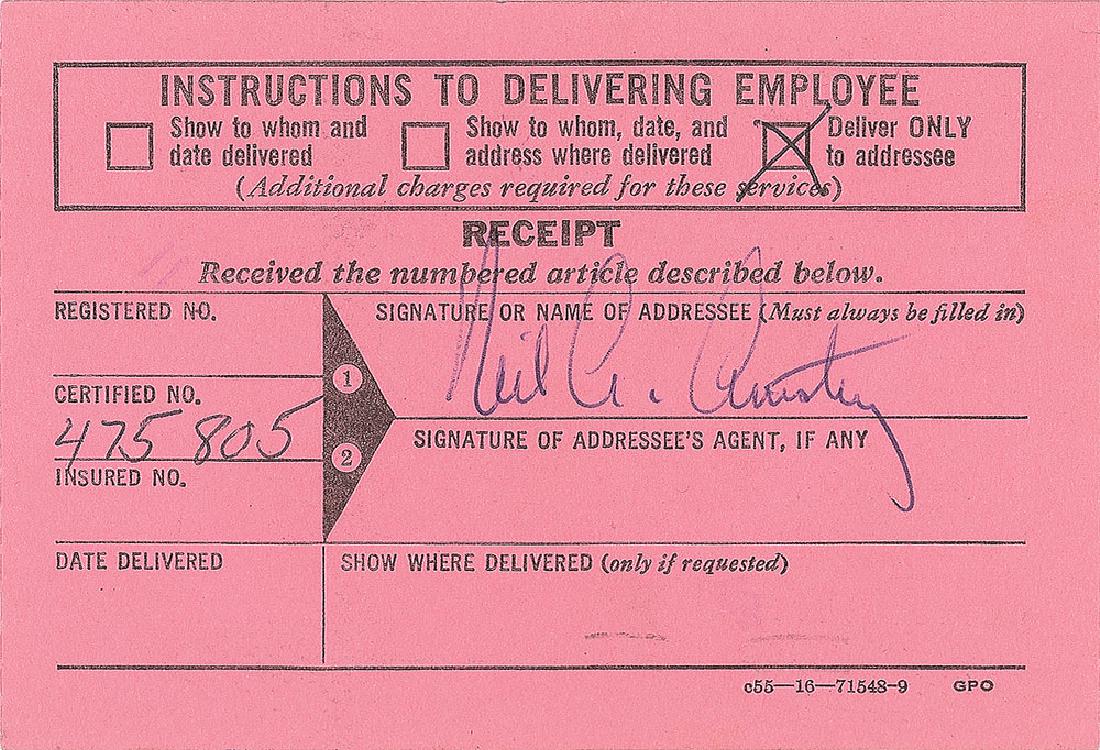 INSTRUCTIONS TO DELIVERING EMPLOYEE
Show to whom and date delivered
Show to whom, date, and address where delivered
Deliver ONLY to addressee
(Additional charges required for these services)
RECEIPT
Received the numbered article described below.
REGISTERED NO.
CERTIFIED NO.
475 805
INSURED NO.
DATE DELIVERED
1
SIGNATURE OR NAME OF ADDRESSEE (Must always be filled in)
Neil A.
2
SIGNATURE OF ADDRESSEE'S AGENT, IF ANY
SHOW WHERE DELIVERED (only if requested)
c55—16—71548-9 GPO